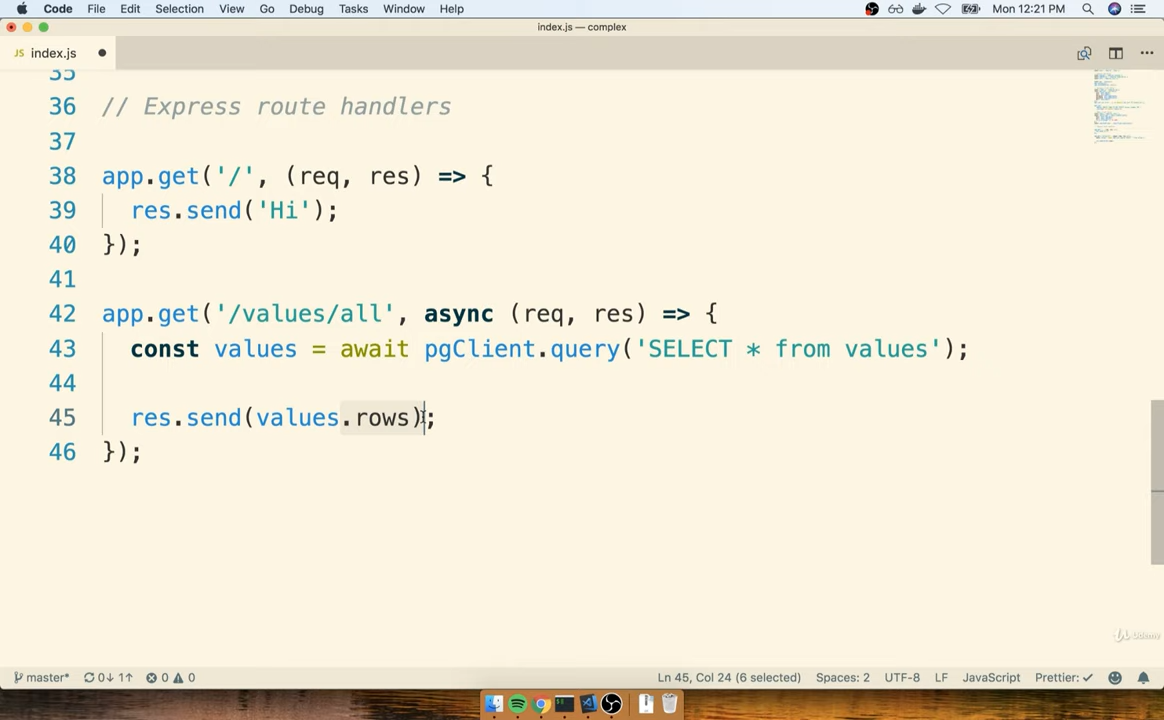 Code File Edit Selection View Go Debug Tasks Window Help Mon 12:21 PM
index.js — complex
JS index.js
35
36 // Express route handlers
37
38 app.get('/', (req, res) => {
39 res.send('Hi');
40 });
41
42 app.get('/values/all', async (req, res) => {
43 const values = await pgClient.query('SELECT * from values');
44
45 res.send(values.rows);
46 });
Udemy
master* 0↓ 1↑ 0 0 Ln 45, Col 24 (6 selected) Spaces: 2 UTF-8 LF JavaScript Prettier: ✓